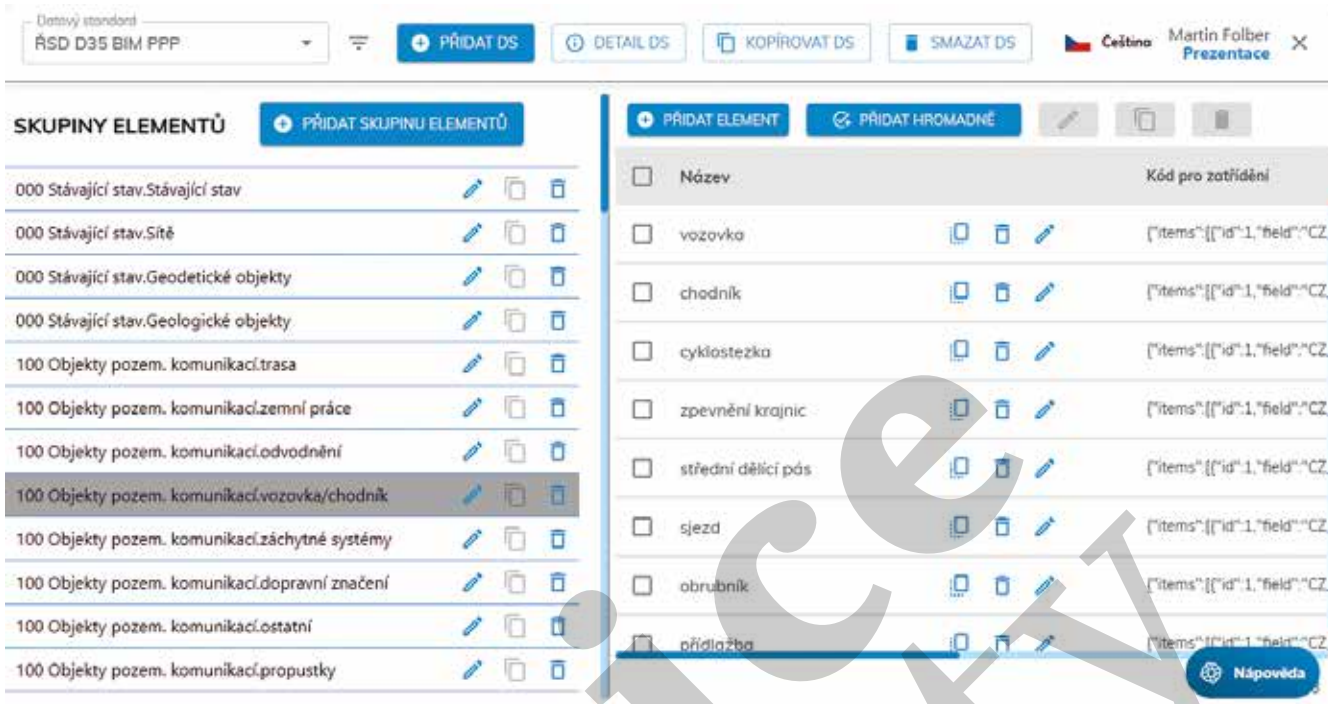 Datový standard
ŘSD D35 BIM PPP
PŘIDAT DS
DETAIL DS
KOPÍROVAT DS
SMAZAT DS
Čeština
Martin Folber
Prezentace
SKUPINY ELEMENTŮ
PŘIDAT SKUPINU ELEMENTŮ
000 Stávající stav.Stávající stav
000 Stávající stav.Sítě
000 Stávající stav.Geodetické objekty
000 Stávající stav.Geologické objekty
100 Objekty pozem. komunikací.trasa
100 Objekty pozem. komunikací.zemní práce
100 Objekty pozem. komunikací.odvodnění
100 Objekty pozem. komunikací.vozovka/chodník
100 Objekty pozem. komunikací.záchytné systémy
100 Objekty pozem. komunikací.dopravní značení
100 Objekty pozem. komunikací.ostatní
100 Objekty pozem. komunikací.propustky
PŘIDAT ELEMENT
PŘIDAT HROMADNĚ
Název
Kód pro zatřídění
vozovka
{"items":[{"id":1,"field":"CZ
chodník
{"items":[{"id":1,"field":"CZ
cyklostezka
{"items":[{"id":1,"field":"CZ
zpevnění krajnic
{"items":[{"id":1,"field":"CZ
střední dělící pás
{"items":[{"id":1,"field":"CZ
sjezd
{"items":[{"id":1,"field":"CZ
obrubník
{"items":[{"id":1,"field":"CZ
přídlažba
{"items":[{"id":1,"field":"CZ
Nápověda